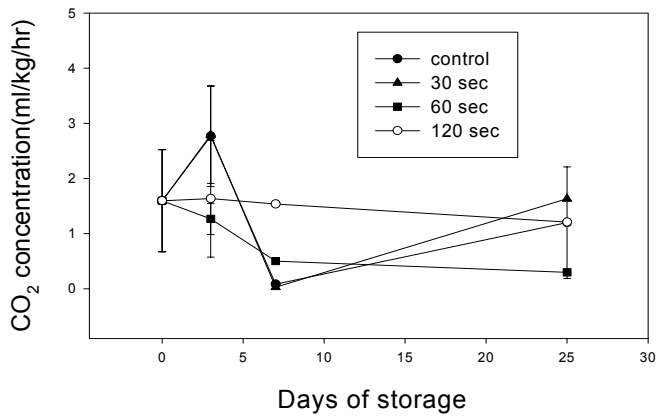 5
4
3
2
1
0
CO2 concentration(ml/kg/hr)
control
30 sec
60 sec
120 sec
0 5 10 15 20 25 30
Days of storage